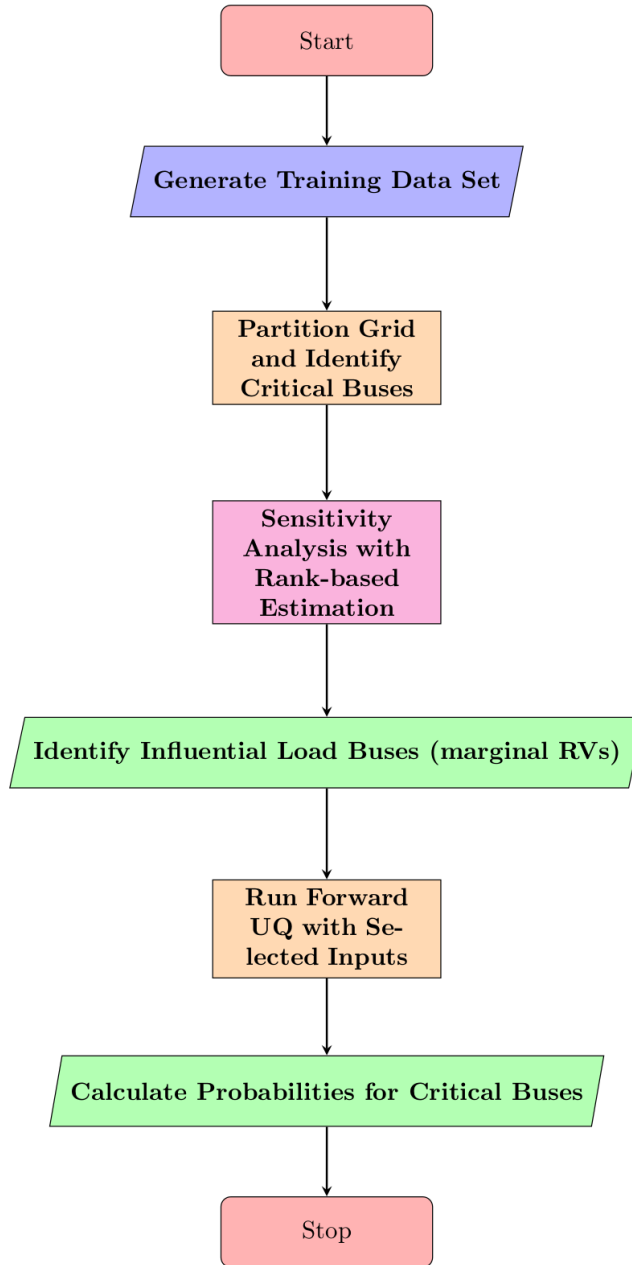 Start
Generate Training Data Set
Partition Grid
and Identify
Critical Buses
Sensitivity
Analysis with
Rank-based
Estimation
Identify Influential Load Buses (marginal RVs)
Run Forward
UQ with Se-
lected Inputs
Calculate Probabilities for Critical Buses
Stop